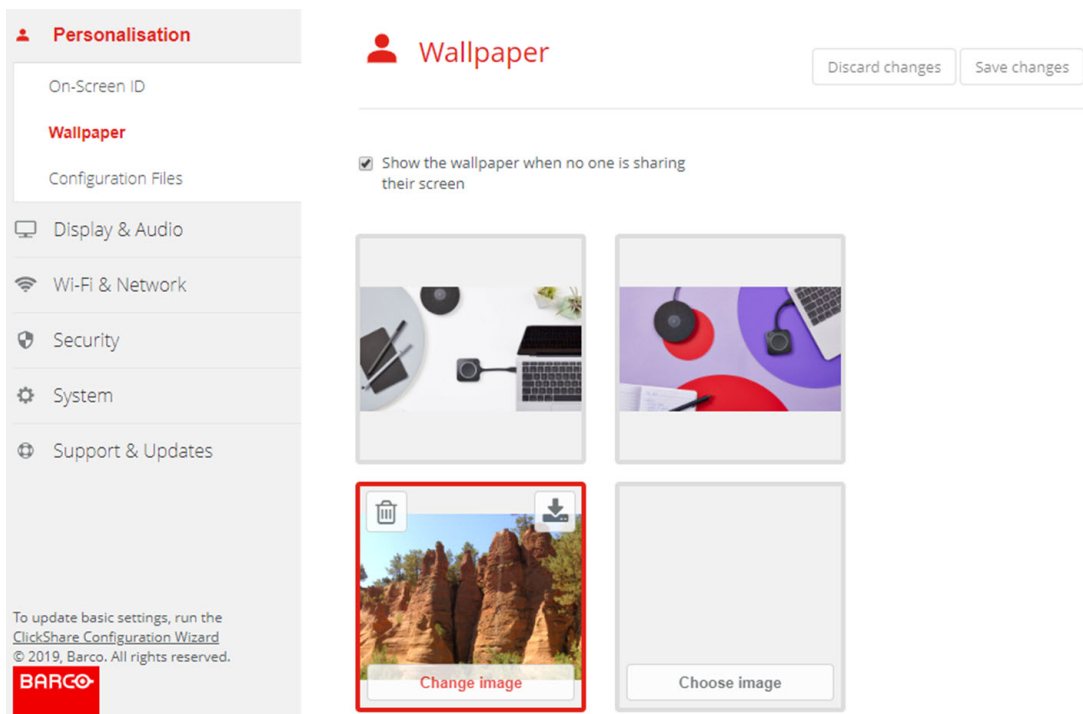 Personalisation
On-Screen ID
Wallpaper
Configuration Files
Display & Audio
Wi-Fi & Network
Security
System
Support & Updates
To update basic settings, run the
ClickShare Configuration Wizard
© 2019, Barco. All rights reserved.
BARCO
Wallpaper
Discard changes
Save changes
Show the wallpaper when no one is sharing
their screen
Change image
Choose image